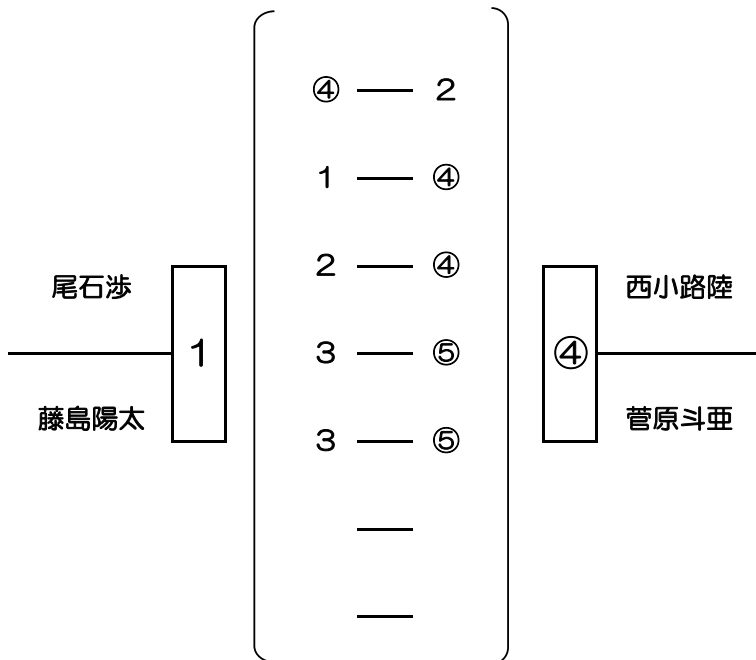 ④ — 2
1 — ④
2 — ④
3 — ⑤
3 — ⑤
—
—
尾石渉
藤島陽太
1
④
西小路陸
菅原斗亜